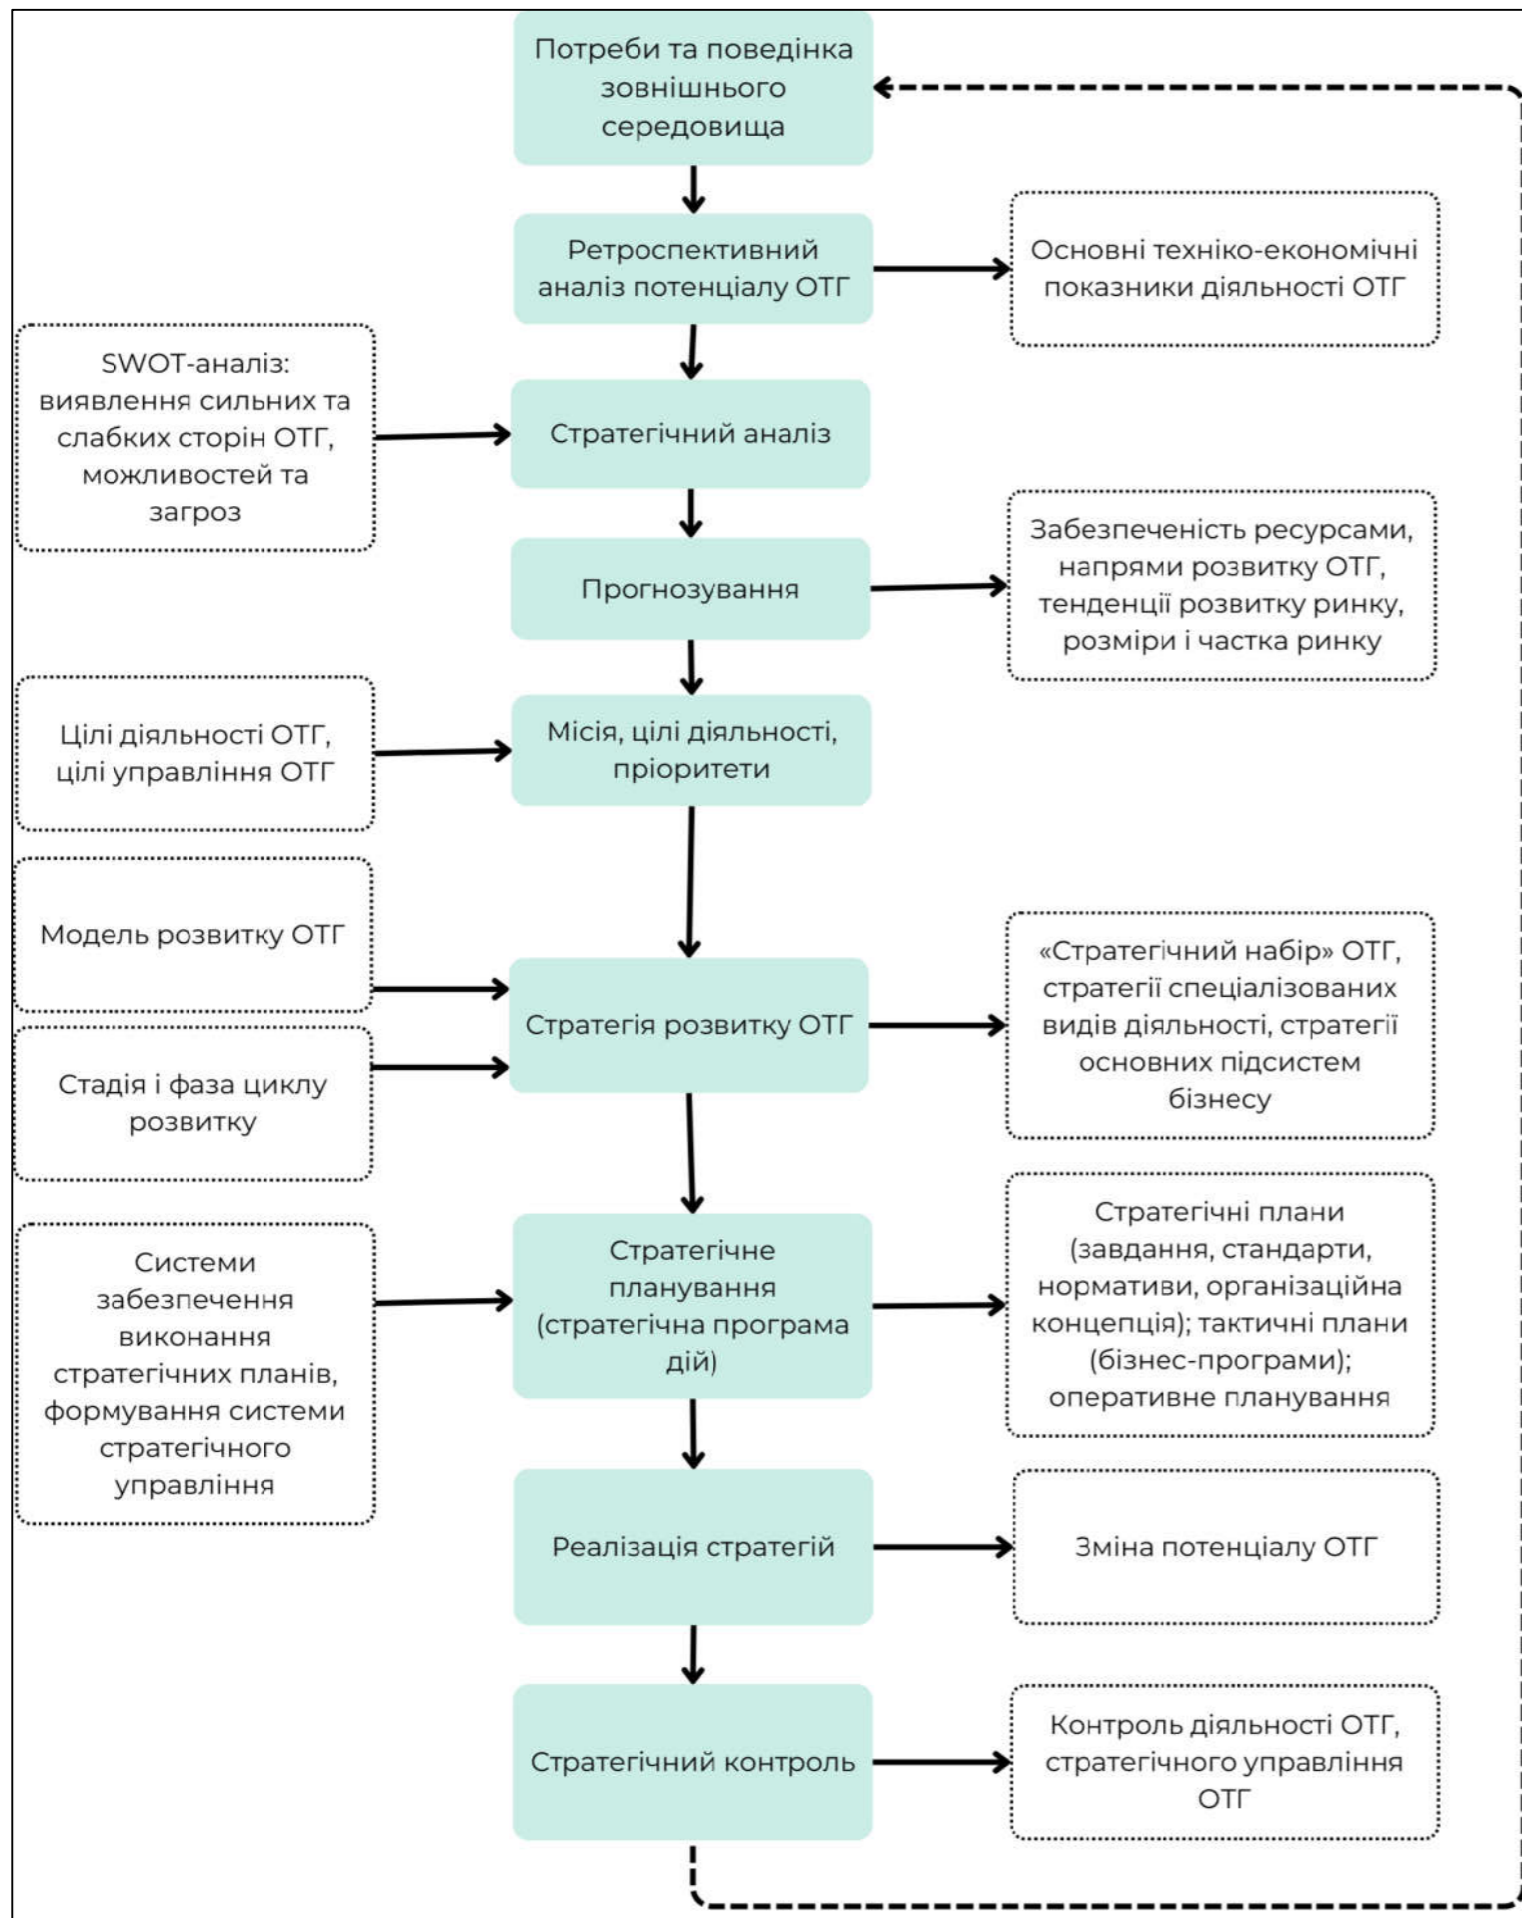 Потреби та поведінка
зовнішнього
середовища
Ретроспективний
аналіз потенціалу ОТГ
Основні техніко-економічні
показники діяльності ОТГ
SWOT-аналіз:
виявлення сильних та
слабких сторін ОТГ,
можливостей та
загроз
Стратегічний аналіз
Прогнозування
Забезпеченість ресурсами,
напрями розвитку ОТГ,
тенденції розвитку ринку,
розміри і частка ринку
Цілі діяльності ОТГ,
цілі управління ОТГ
Місія, цілі діяльності,
пріоритети
Модель розвитку ОТГ
Стадія і фаза циклу
розвитку
Стратегія розвитку ОТГ
«Стратегічний набір» ОТГ,
стратегії спеціалізованих
видів діяльності, стратегії
основних підсистем
бізнесу
Системи
забезпечення
виконання
стратегічних планів,
формування системи
стратегічного
управління
Стратегічне
планування
(стратегічна програма
дій)
Стратегічні плани
(завдання, стандарти,
нормативи, організаційна
концепція); тактичні плани
(бізнес-програми);
оперативне планування
Реалізація стратегій
Зміна потенціалу ОТГ
Стратегічний контроль
Контроль діяльності ОТГ,
стратегічного управління
ОТГ